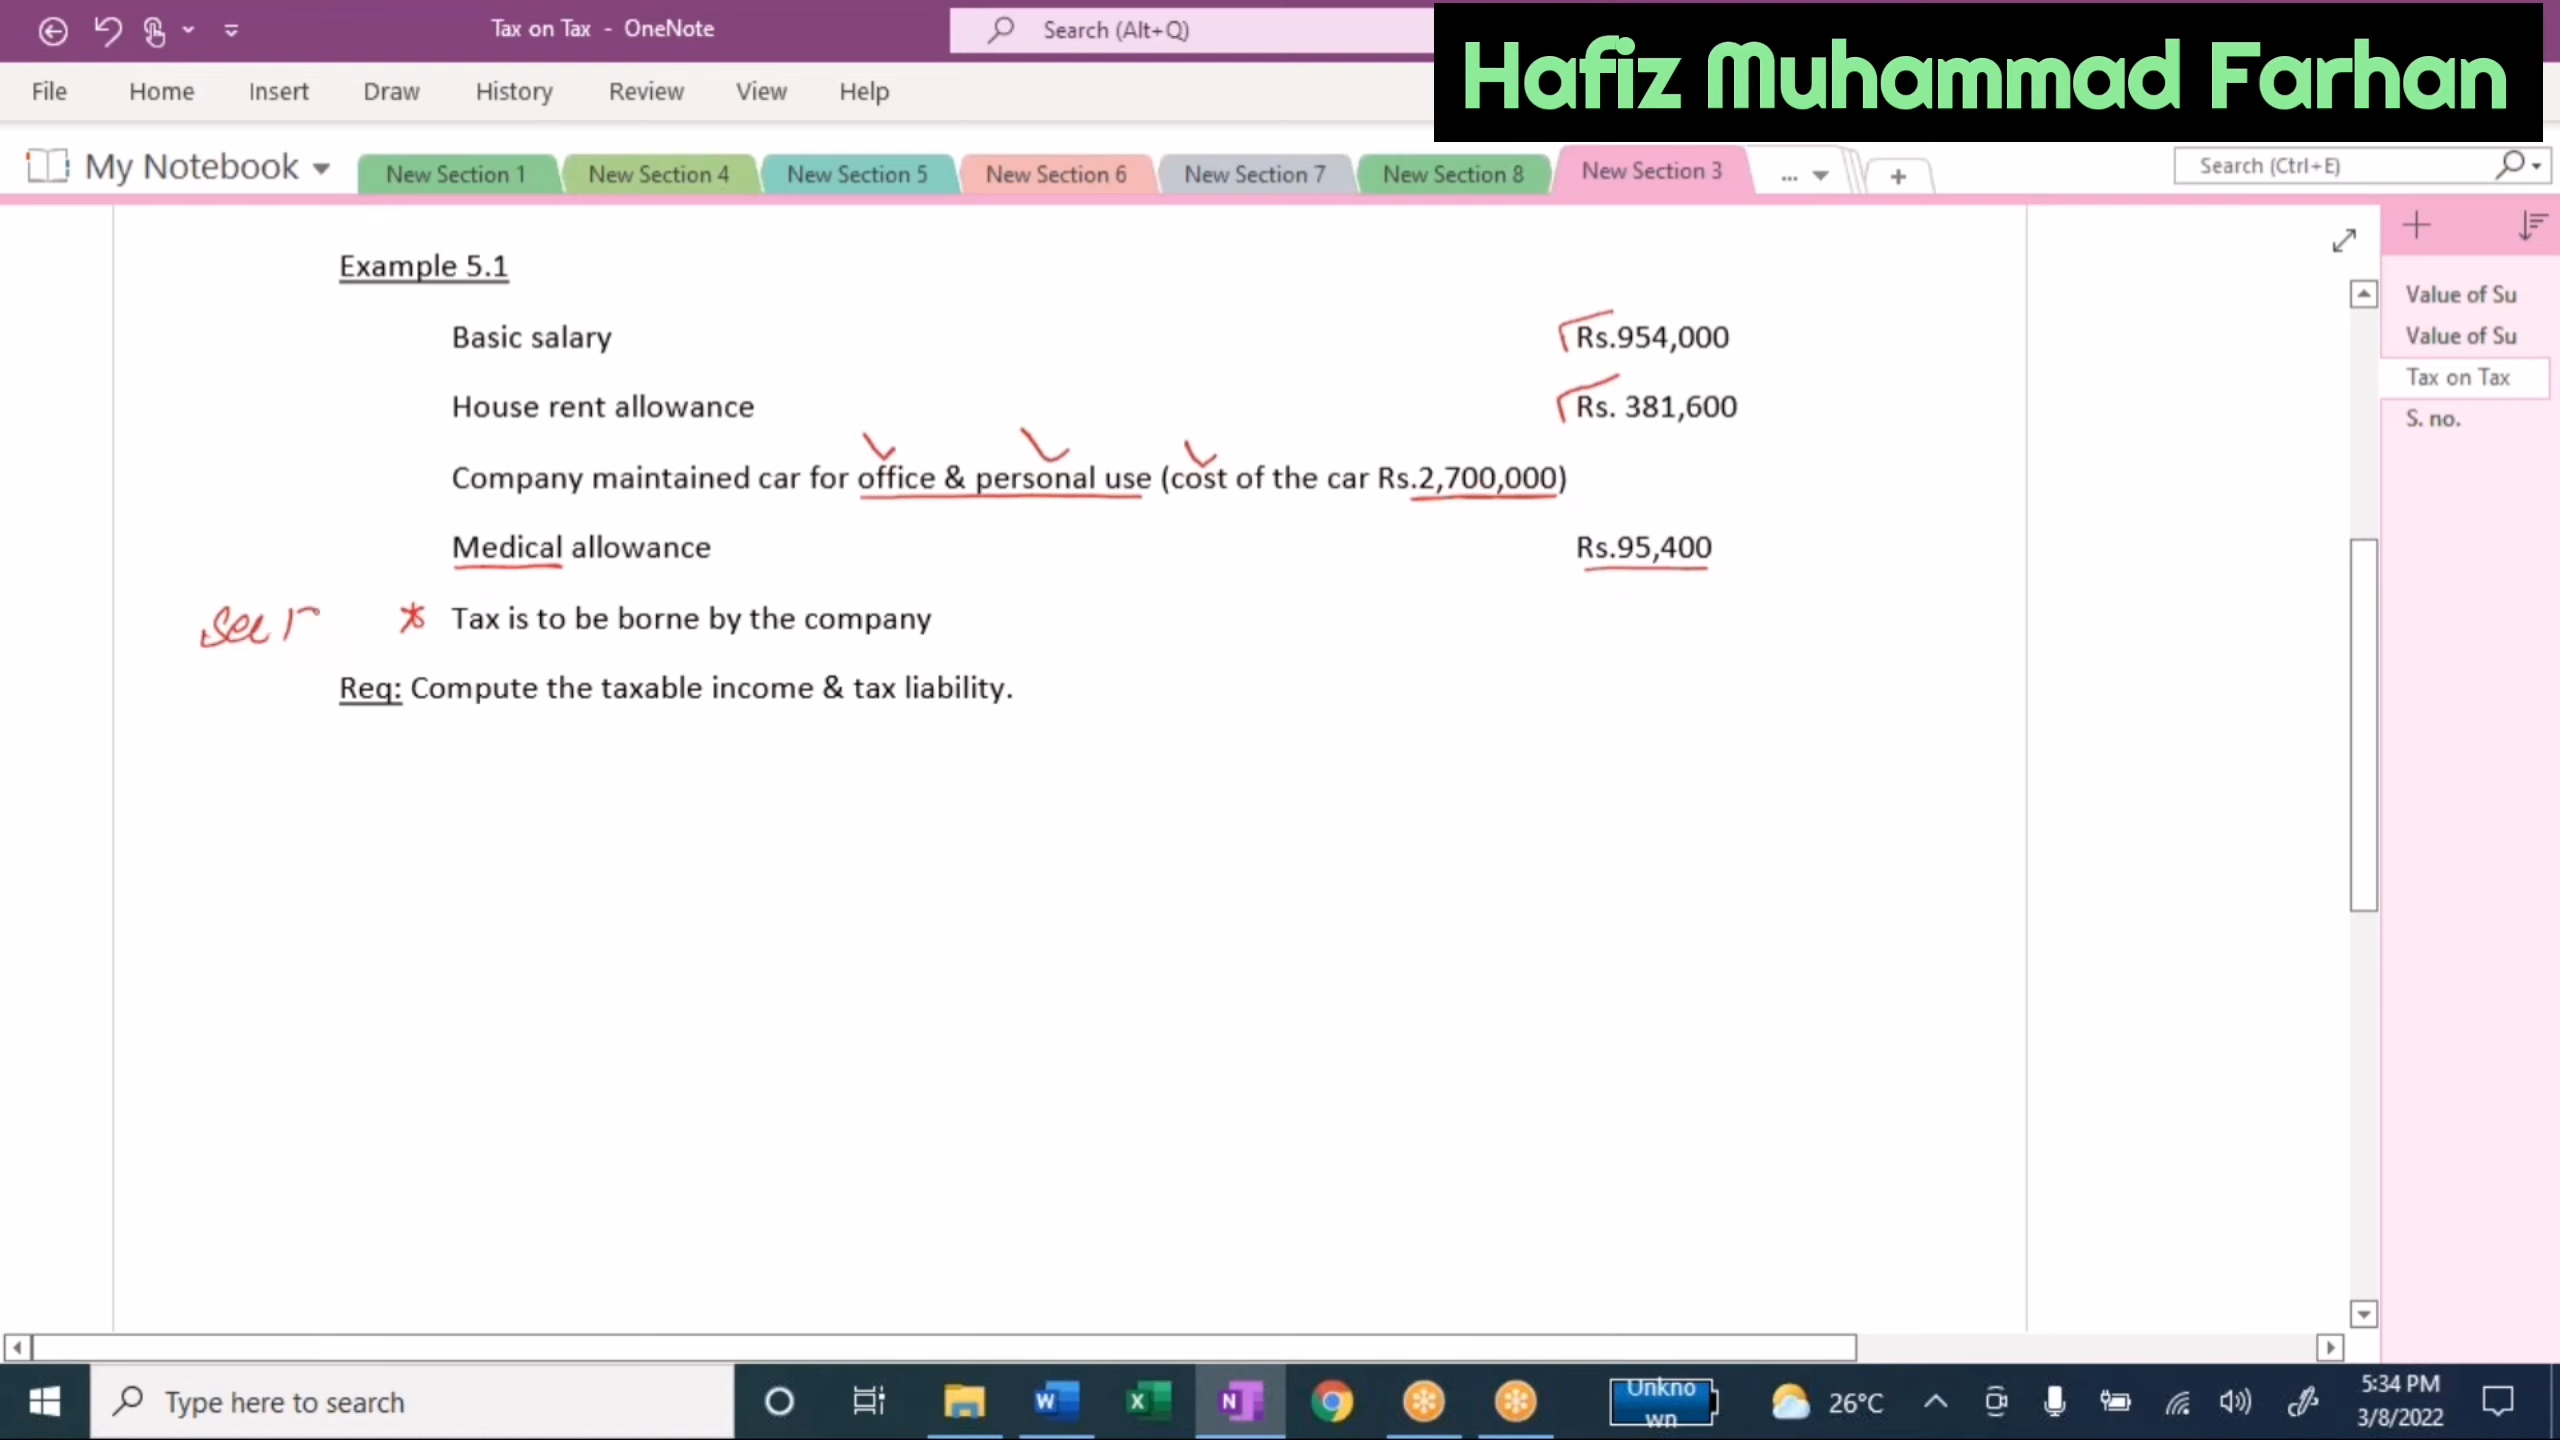 Tax on Tax - OneNote
Search (Alt+Q)
Hafiz Muhammad Farhan
File Home Insert Draw History Review View Help
My Notebook
New Section 1
New Section 4
New Section 5
New Section 6
New Section 7
New Section 8
New Section 3
...
Search (Ctrl+E)
Value of Su
Value of Su
Tax on Tax
S. no.
Example 5.1
Basic salary Rs.954,000
House rent allowance Rs. 381,600
Company maintained car for office & personal use (cost of the car Rs.2,700,000)
Medical allowance Rs.95,400
* Tax is to be borne by the company
Req: Compute the taxable income & tax liability.
Type here to search
Unkno
wn
26°C
5:34 PM
3/8/2022